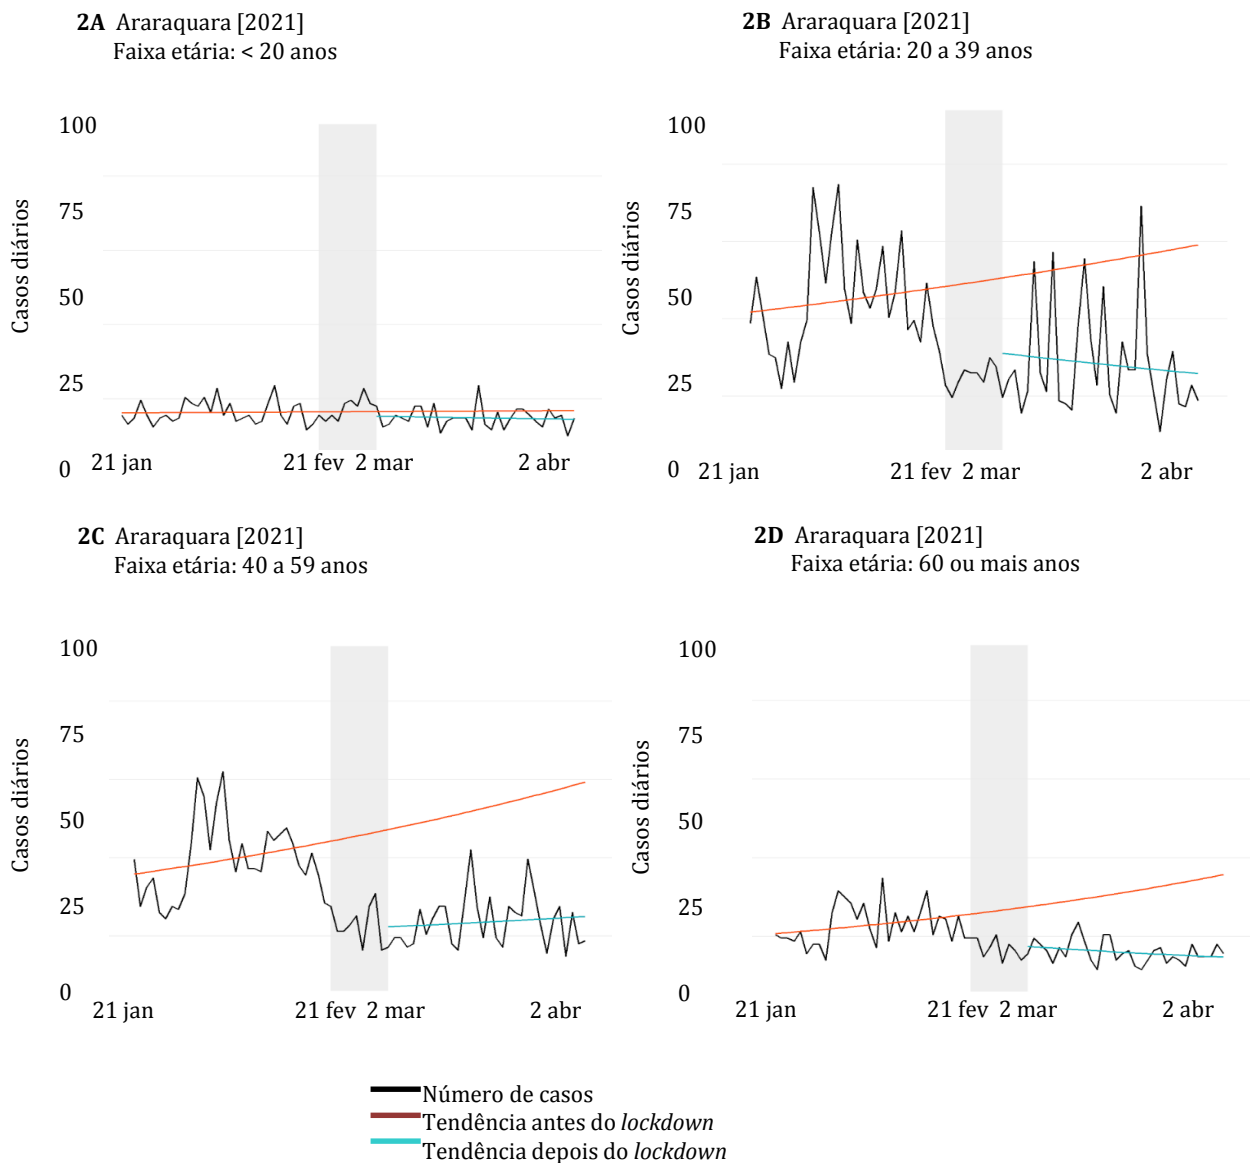 2A Araraquara [2021]
Faixa etária: < 20 anos
100
75
50
25
0
Casos diários
21 jan
21 fev
2 mar
2 abr
2B Araraquara [2021]
Faixa etária: 20 a 39 anos
100
75
50
25
0
Casos diários
21 jan
21 fev
2 mar
2 abr
2C Araraquara [2021]
Faixa etária: 40 a 59 anos
100
75
50
25
0
Casos diários
21 jan
21 fev
2 mar
2 abr
2D Araraquara [2021]
Faixa etária: 60 ou mais anos
100
75
50
25
0
Casos diários
21 jan
21 fev
2 mar
2 abr
Número de casos
Tendência antes do lockdown
Tendência depois do lockdown